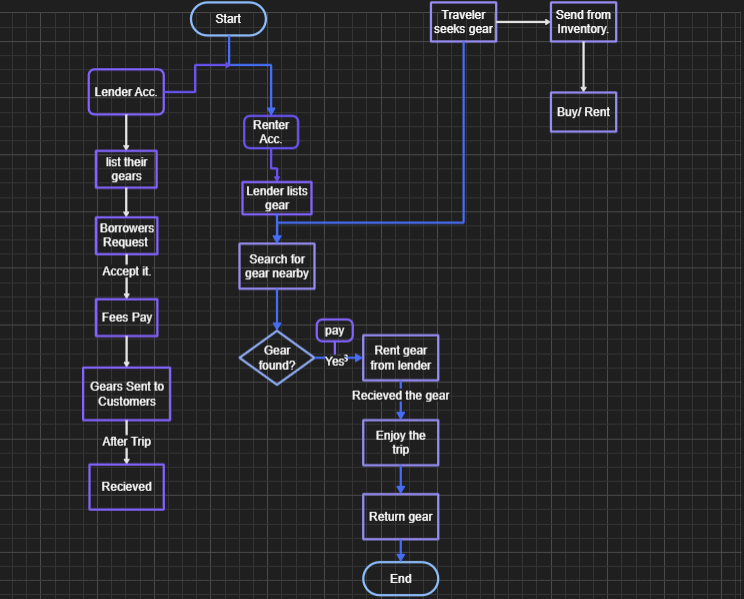 Start
Traveler
seeks gear
Send from
Inventory.
Lender Acc.
Buy/ Rent
Renter
Acc.
list their
gears
Lender lists
gear
Borrowers
Request
Accept it.
Search for
gear nearby
Fees Pay
pay
Gear
found?
Yes
Rent gear
from lender
Gears Sent to
Customers
Recieved the gear
After Trip
Enjoy the
trip
Recieved
Return gear
End